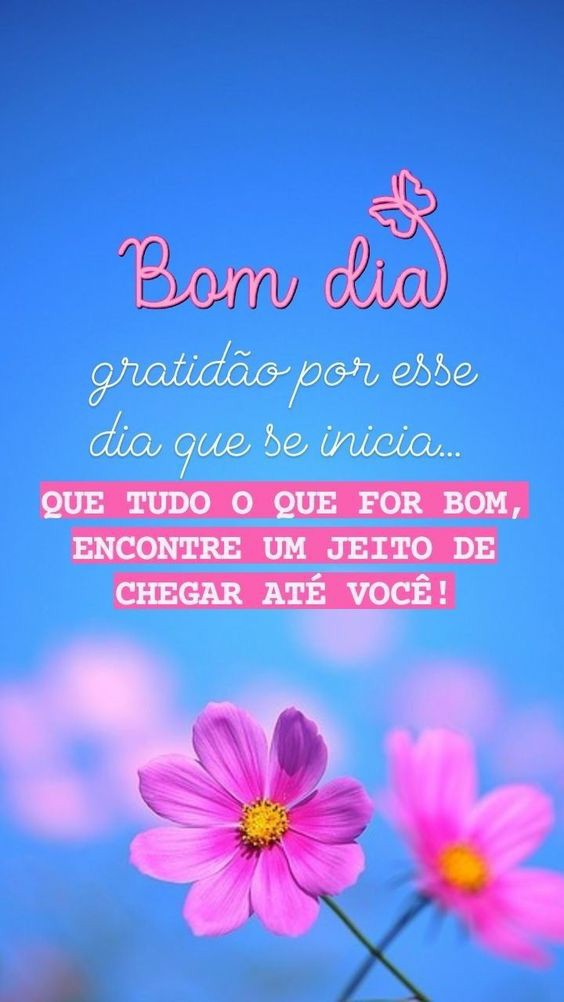 Bom dia
gratidão por esse
dia que se inicia...
QUE TUDO O QUE FOR BOM,
ENCONTRE UM JEITO DE
CHEGAR ATÉ VOCÊ!